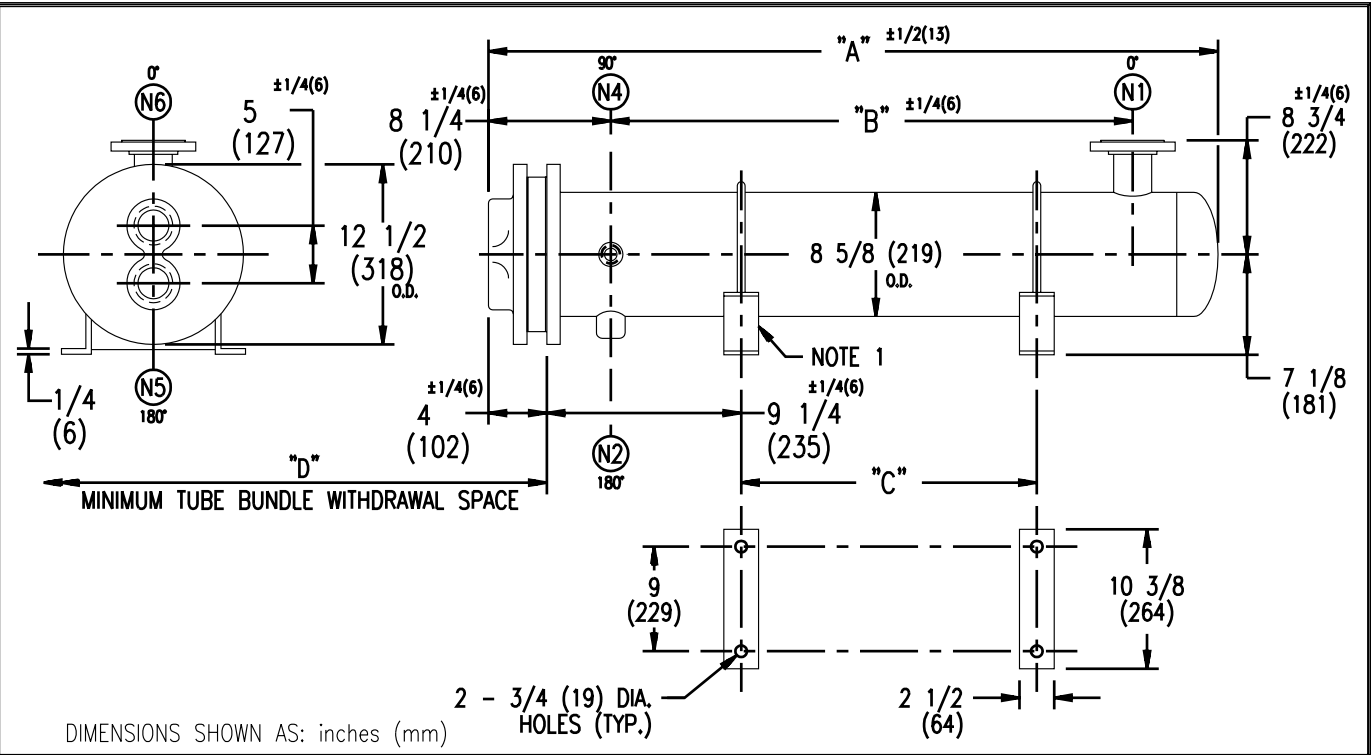 "A" ±1/2(13)
0°
N6
±1/4(6)
5
(127)
12 1/2
(318)
O.D.
1/4
(6)
N5
180°
±1/4(6)
8 1/4
(210)
90°
N4
"B" ±1/4(6)
0°
N1
±1/4(6)
8 3/4
(222)
8 5/8 (219)
O.D.
NOTE 1
7 1/8
(181)
±1/4(6)
4
(102)
±1/4(6)
9 1/4
(235)
N2
180°
"D"
MINIMUM TUBE BUNDLE WITHDRAWAL SPACE
"C"
9
(229)
10 3/8
(264)
2 - 3/4 (19) DIA.
HOLES (TYP.)
2 1/2
(64)
DIMENSIONS SHOWN AS: inches (mm)